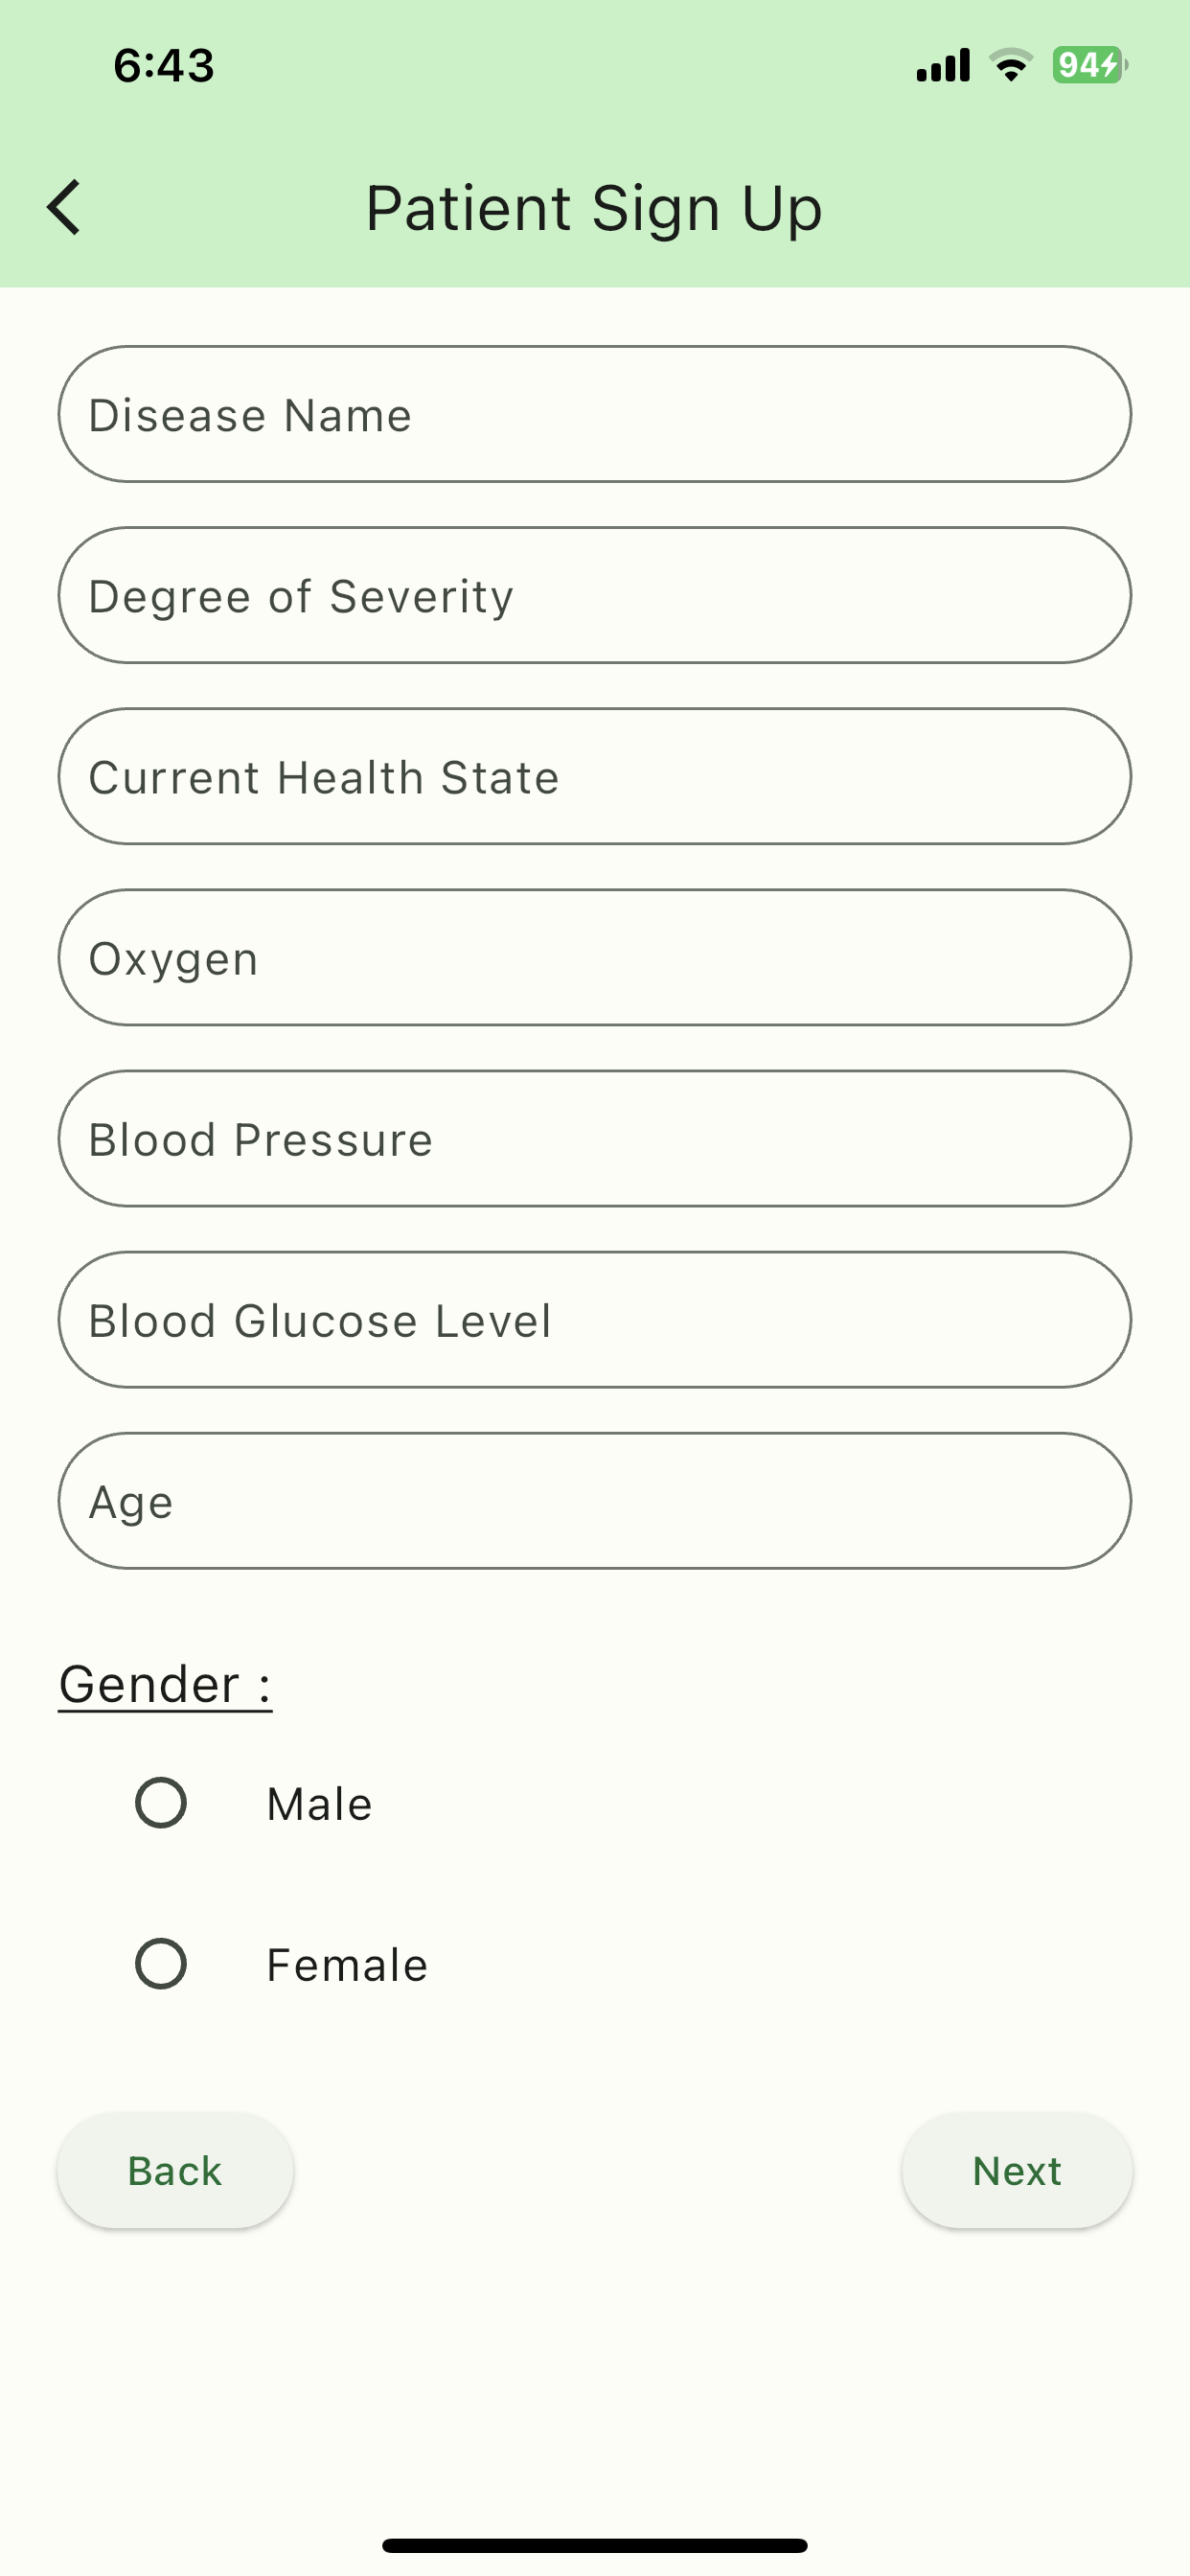 6:43
94
Patient Sign Up
Disease Name
Degree of Severity
Current Health State
Oxygen
Blood Pressure
Blood Glucose Level
Age
Gender :
Male
Female
Back
Next